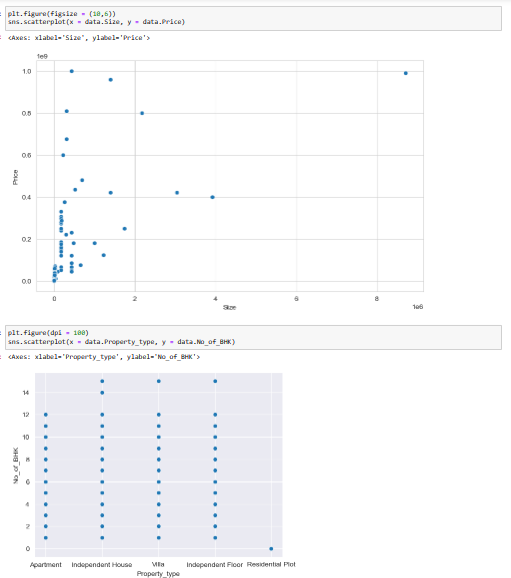 plt.figure(figsize = (10,6))
sns.scatterplot(x = data.Size, y = data.Price)
<Axes: xlabel='Size', ylabel='Price'>
1e9
1.0
0.8
0.6
0.4
0.2
0.0
Price
0 2 4 6 8
Size
1e6
plt.figure(dpi = 100)
sns.scatterplot(x = data.Property_type, y = data.No_of_BHK)
<Axes: xlabel='Property_type', ylabel='No_of_BHK'>
14
12
10
8
6
4
2
0
No_of_BHK
Apartment Independent House Villa Independent Floor Residential Plot
Property_type